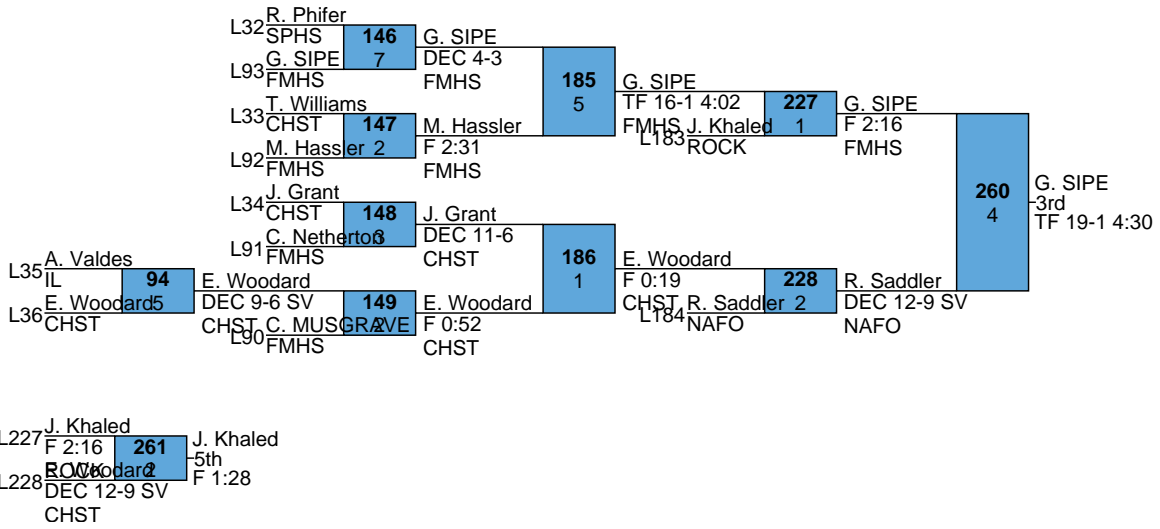 L32 R. Phifer
SPHS
146
7
L93 G. SIPE
FMHS
G. SIPE
DEC 4-3
FMHS
L33 T. Williams
CHST
147
2
L92 M. Hassler
FMHS
M. Hassler
F 2:31
FMHS
185
5
G. SIPE
TF 16-1 4:02
FMHS
L183 J. Khaled
ROCK
227
1
G. SIPE
F 2:16
FMHS
L34 J. Grant
CHST
148
3
L91 C. Netherton
FMHS
J. Grant
DEC 11-6
CHST
L35 A. Valdes
IL
94
5
L36 E. Woodard
CHST
E. Woodard
DEC 9-6 SV
CHST
149
2
L90 C. MUSGRAVE
FMHS
E. Woodard
F 0:52
CHST
186
1
E. Woodard
F 0:19
CHST
L184 R. Saddler
NAFO
228
2
R. Saddler
DEC 12-9 SV
NAFO
260
4
G. SIPE
3rd
TF 19-1 4:30
L227 J. Khaled
F 2:16
ROCK
261
2
L228 E. Woodard
DEC 12-9 SV
CHST
J. Khaled
5th
F 1:28